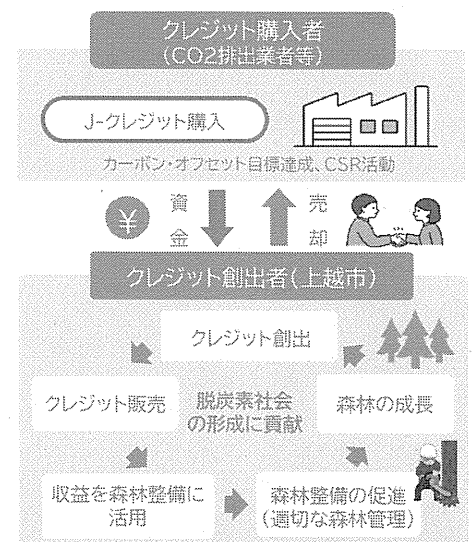 クレジット購入者
(CO2排出業者等)
J-クレジット購入
カーボン・オフセット目標達成、CSR活動
¥
資金
売却
クレジット創出者(上越市)
クレジット創出
クレジット販売
脱炭素社会
の形成に貢献
森林の成長
収益を森林整備に
活用
森林整備の促進
(適切な森林管理)